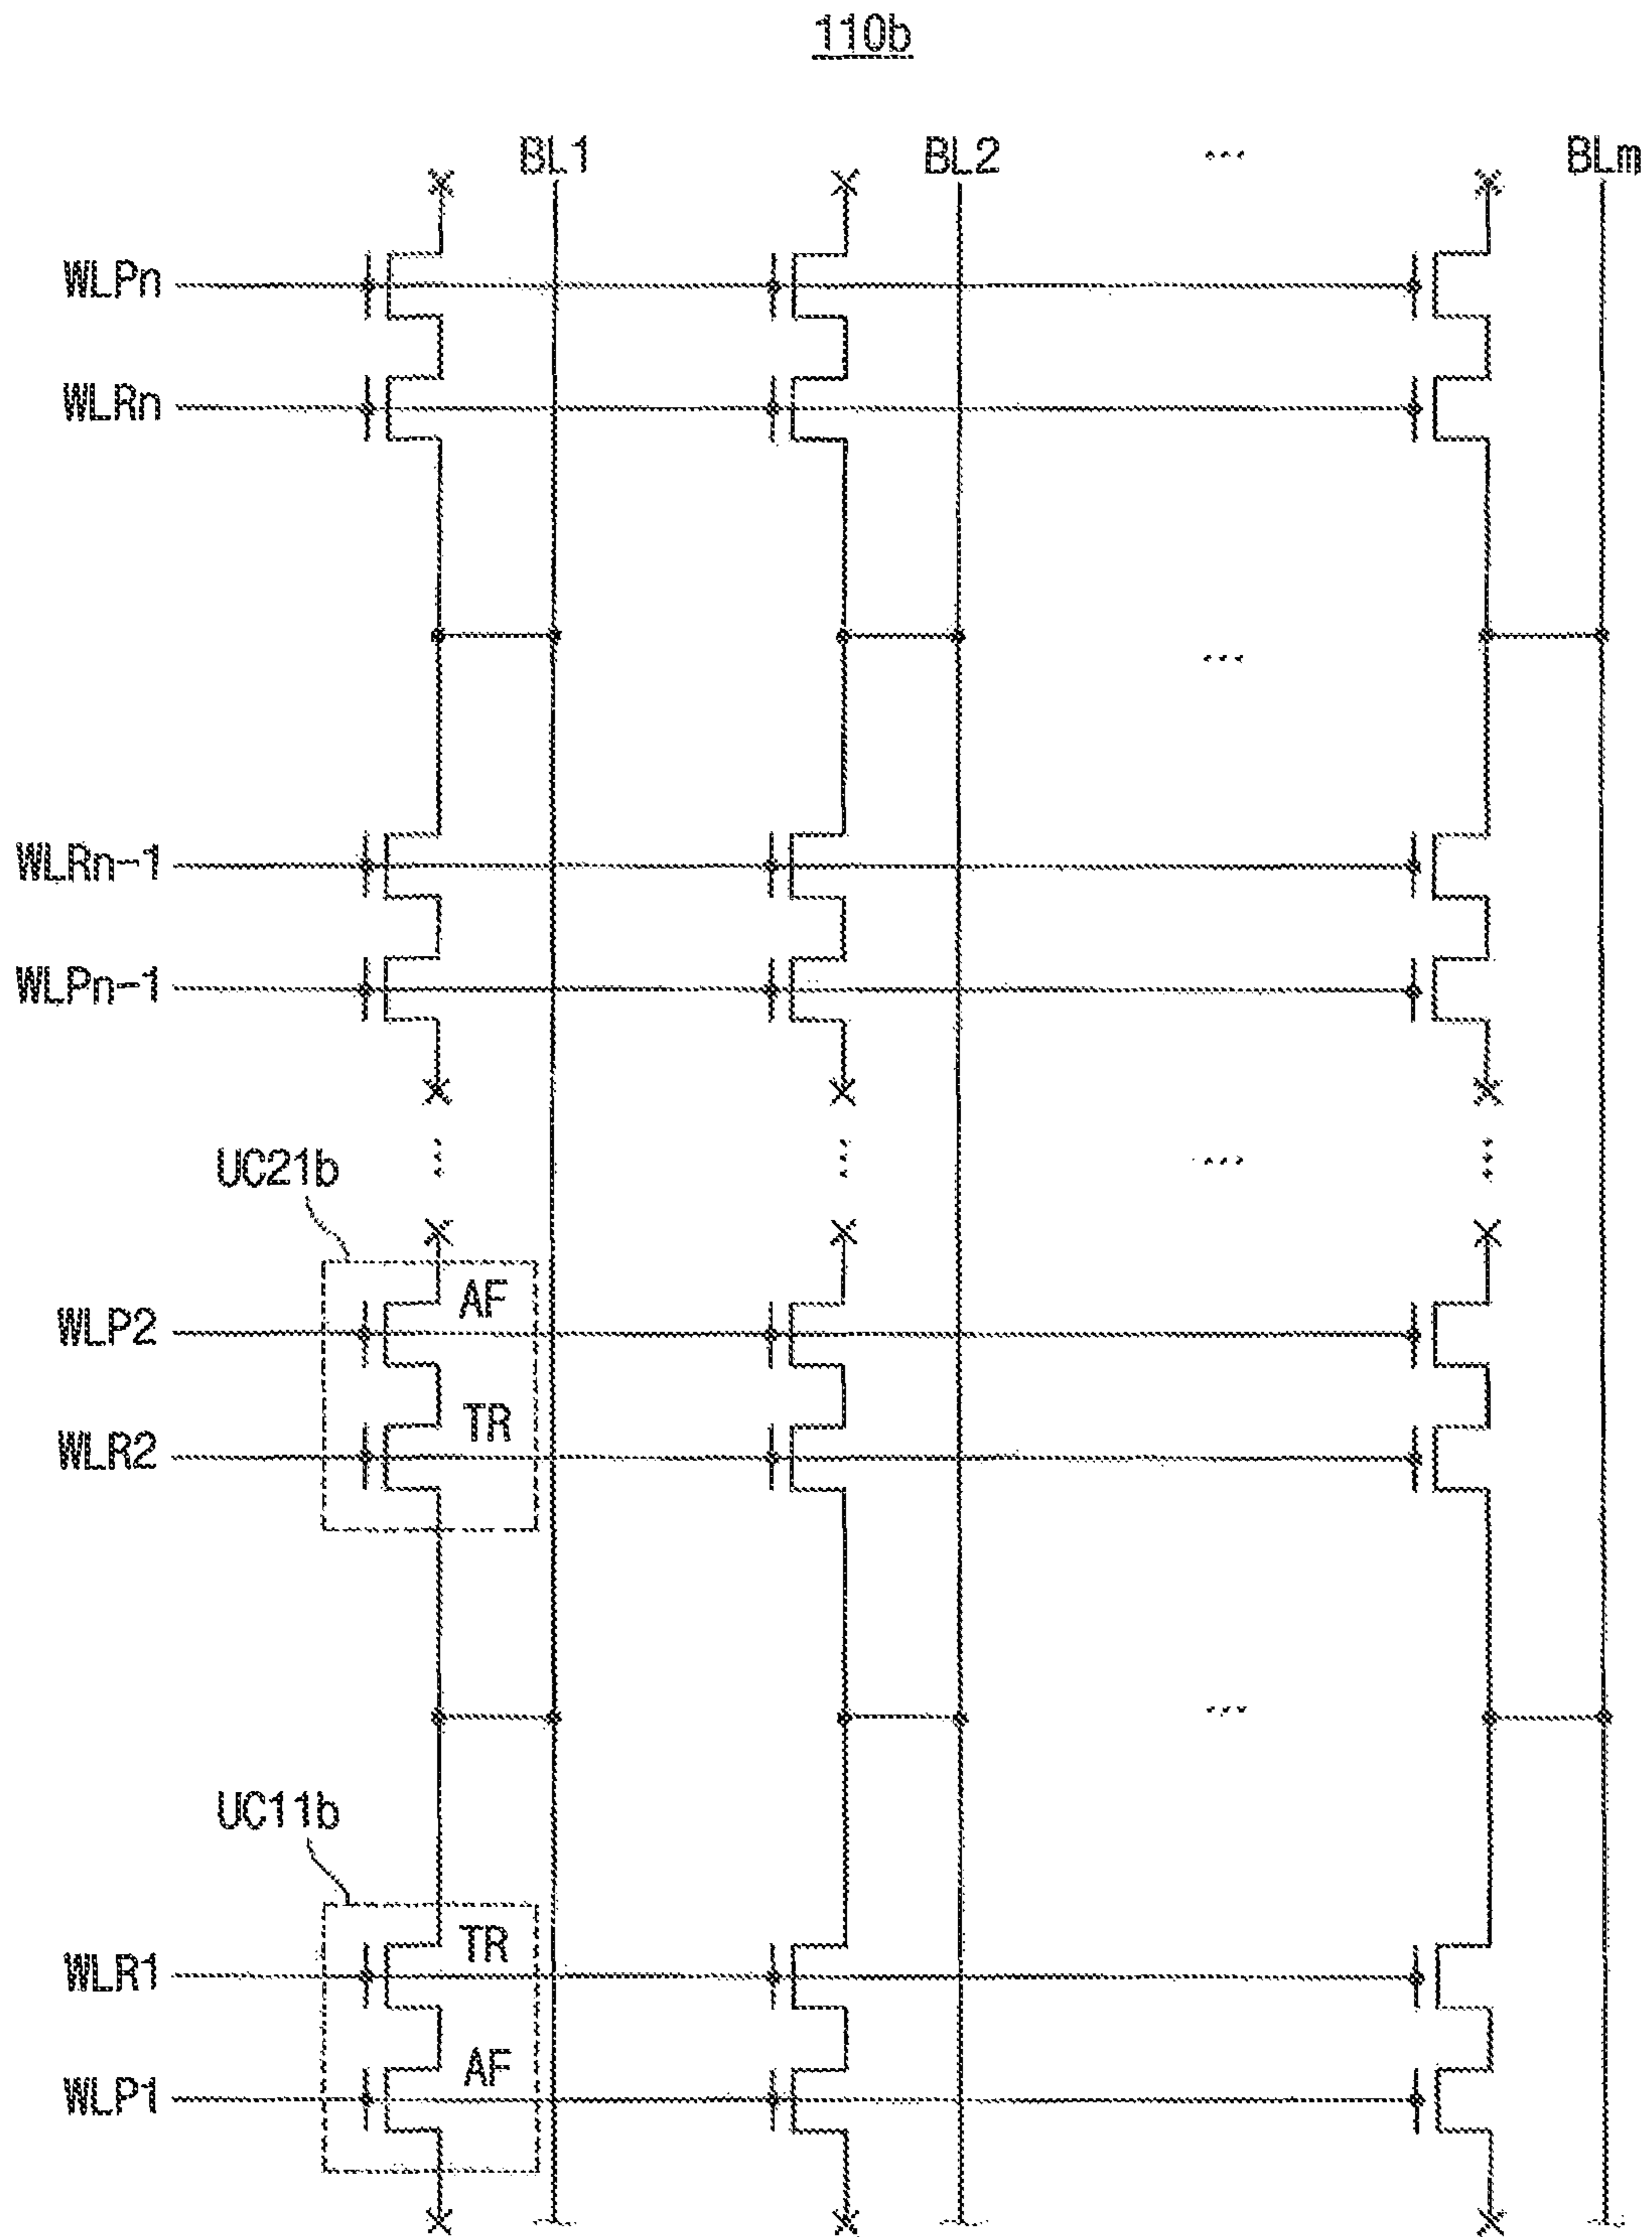 110b
BL1 BL2 ... BLm
WLPn
WLRn
...
WLRn-1
WLPn-1
UC21b ... ... ... ...
AF
WLP2
TR
WLR2
...
UC11b
TR
WLR1
AF
WLP1